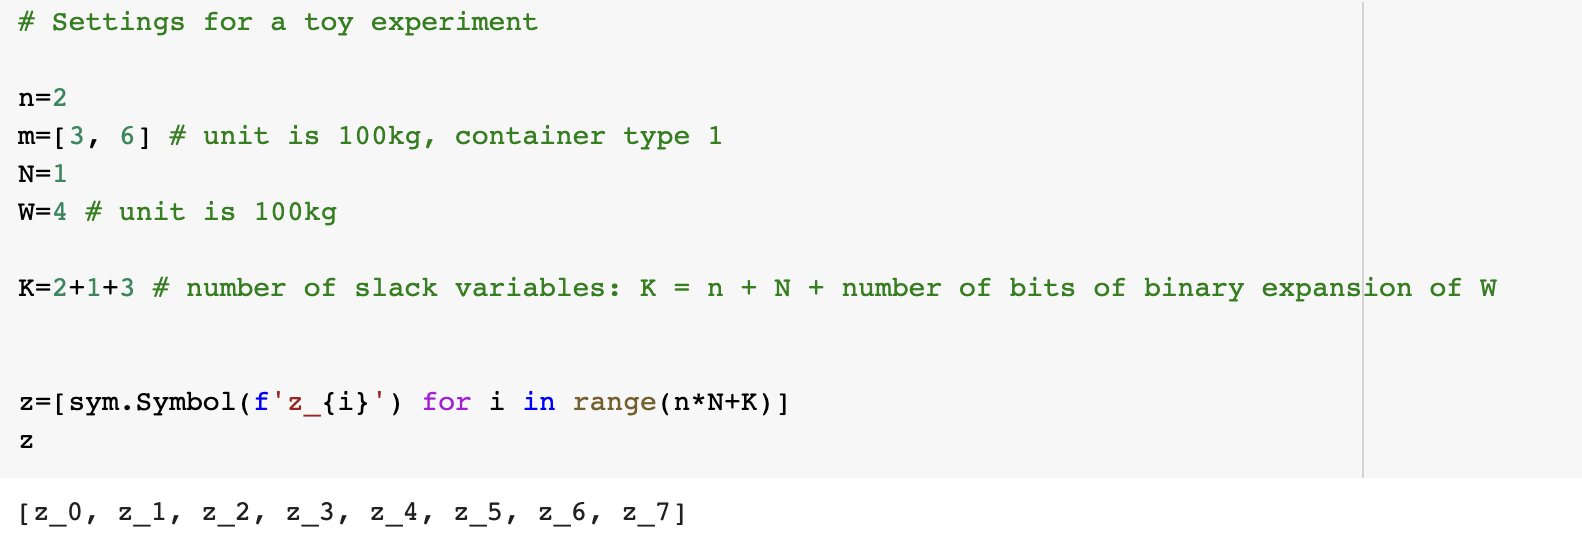 # Settings for a toy experiment
n=2
m=[3, 6] # unit is 100kg, container type 1
N=1
W=4 # unit is 100kg
K=2+1+3 # number of slack variables: K = n + N + number of bits of binary expansion of W
z=[sym.Symbol(f'z_{i}') for i in range(n*N+K)]
z
[z_0, z_1, z_2, z_3, z_4, z_5, z_6, z_7]